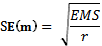 SE(m) = √(EMS/r)